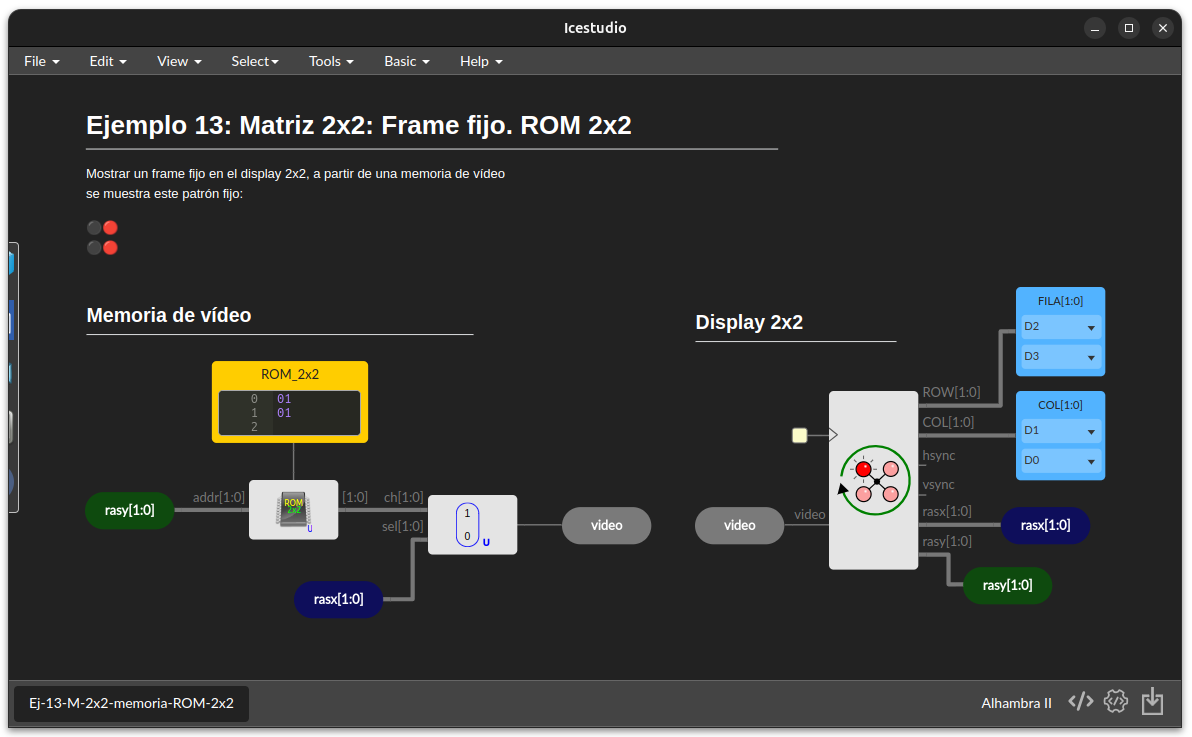 Icestudio
File Edit View Select Tools Basic Help
Ejemplo 13: Matriz 2x2: Frame fijo. ROM 2x2
Mostrar un frame fijo en el display 2x2, a partir de una memoria de vídeo
se muestra este patrón fijo:
Memoria de vídeo
ROM_2x2
0 01
1 01
2
rasy[1:0]
addr[1:0]
ROM
2x2
U
[1:0]
ch[1:0]
sel[1:0]
1
0
U
video
rasx[1:0]
Display 2x2
FILA[1:0]
D2
D3
ROW[1:0]
COL[1:0]
COL[1:0]
D1
D0
hsync
vsync
video
video
rasx[1:0]
rasx[1:0]
rasy[1:0]
rasy[1:0]
Ej-13-M-2x2-memoria-ROM-2x2
Alhambra II